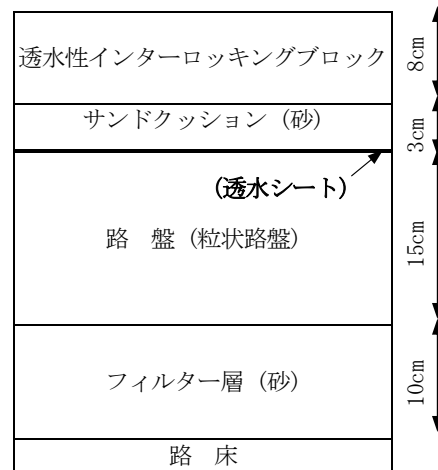 透水性インターロッキングブロック
8cm
サンドクッション（砂）
3cm
（透水シート）
路　盤（粒状路盤）
15cm
フィルター層（砂）
10cm
路　床